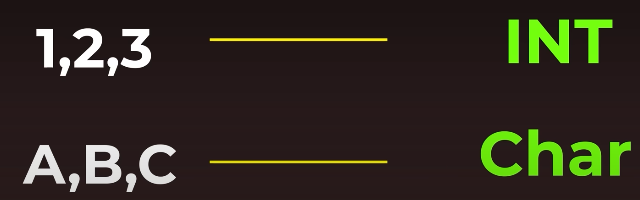 1,2,3 INT
A,B,C Char